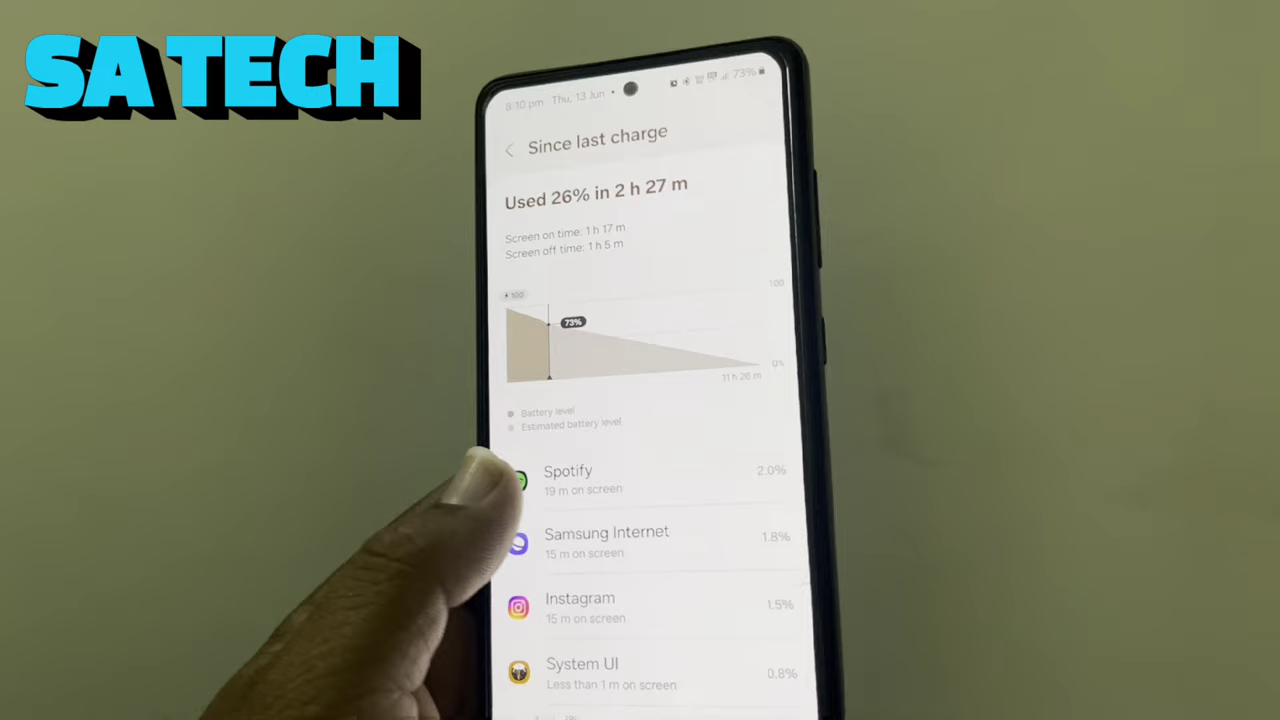 SA TECH
8:10 pm Thu, 13 Jun • 73%
Since last charge
Used 26% in 2 h 27 m
Screen on time: 1 h 17 m
Screen off time: 1 h 5 m
100
100
73%
0%
11 h 26 m
Battery level
Estimated battery level
Spotify 2.0%
19 m on screen
Samsung Internet 1.8%
15 m on screen
Instagram 1.5%
15 m on screen
System UI 0.8%
Less than 1 m on screen